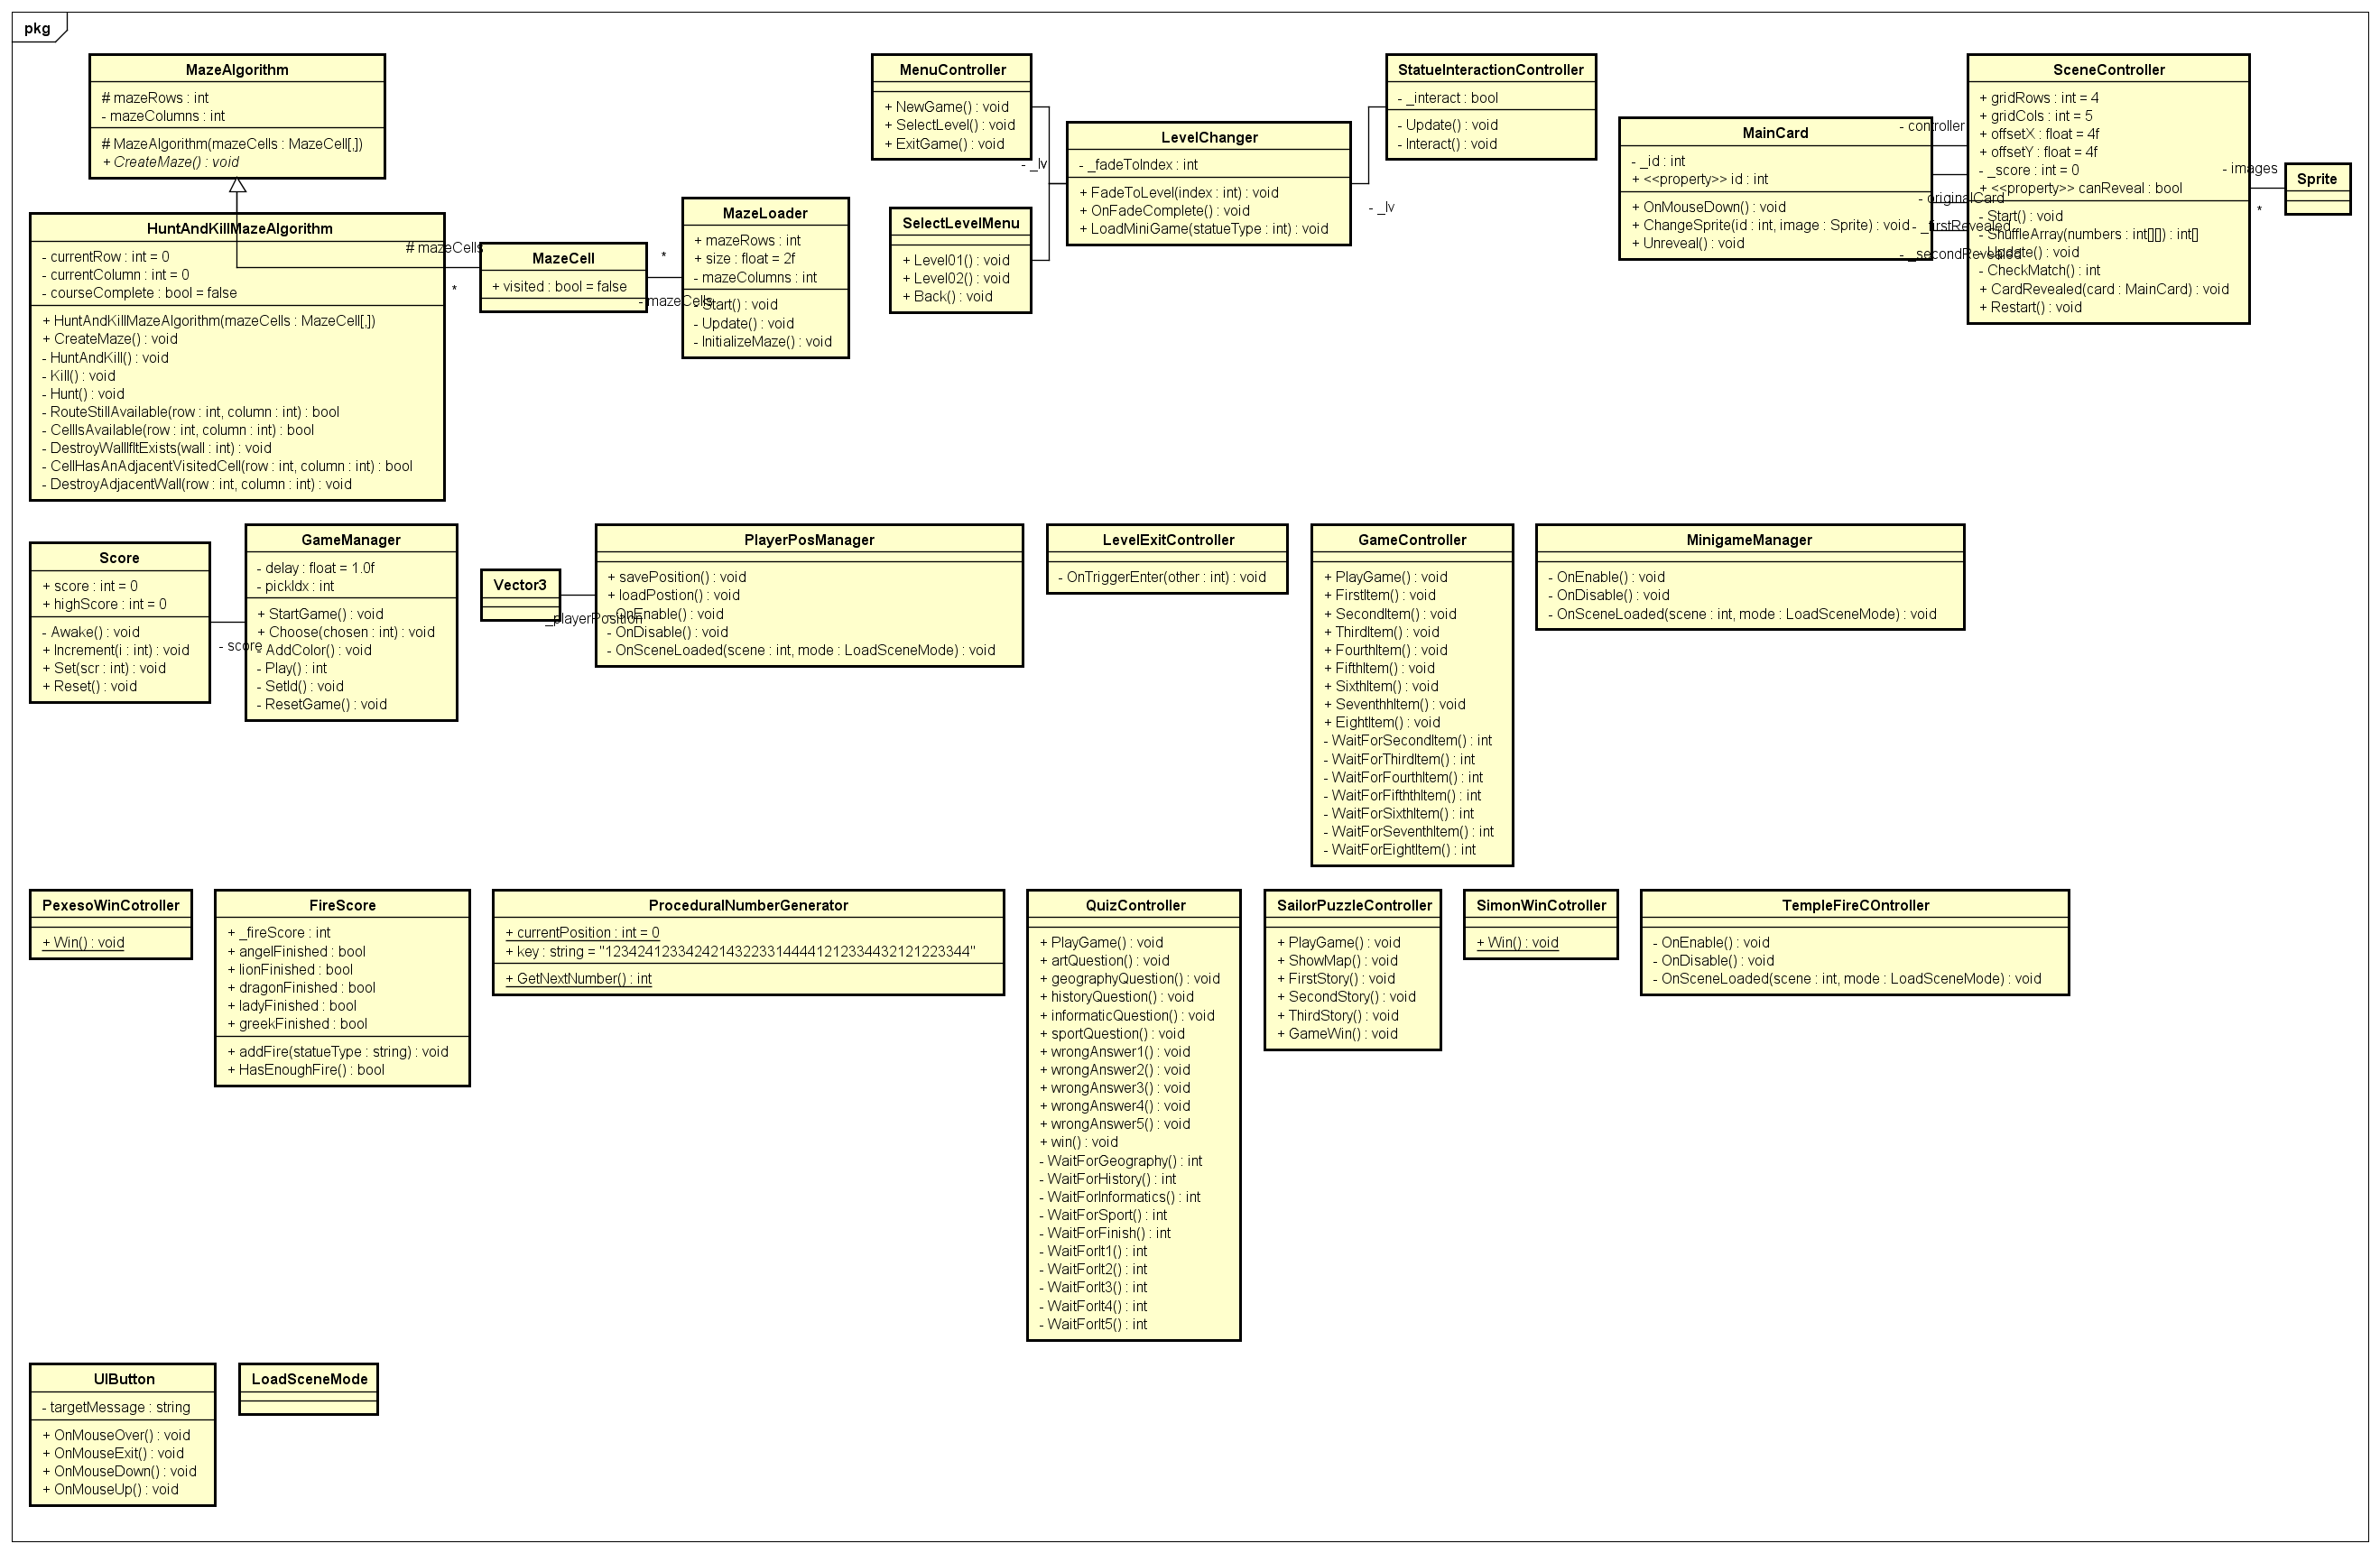 pkg
MazeAlgorithm
# mazeRows : int
- mazeColumns : int
# MazeAlgorithm(mazeCells : MazeCell[,])
+ CreateMaze() : void
HuntAndKillMazeAlgorithm
- currentRow : int = 0
- currentColumn : int = 0
- courseComplete : bool = false
+ HuntAndKillMazeAlgorithm(mazeCells : MazeCell[,])
+ CreateMaze() : void
- HuntAndKill() : void
- Kill() : void
- Hunt() : void
- RouteStillAvailable(row : int, column : int) : bool
- CellIsAvailable(row : int, column : int) : bool
- DestroyWallIfItExists(wall : int) : void
- CellHasAnAdjacentVisitedCell(row : int, column : int) : bool
- DestroyAdjacentWall(row : int, column : int) : void
# mazeCells
*
MazeCell
+ visited : bool = false
*
- mazeCells
MazeLoader
+ mazeRows : int
+ size : float = 2f
- mazeColumns : int
- Start() : void
- Update() : void
- InitializeMaze() : void
MenuController
+ NewGame() : void
+ SelectLevel() : void
+ ExitGame() : void
- _lv
SelectLevelMenu
+ Level01() : void
+ Level02() : void
+ Back() : void
LevelChanger
- _fadeToIndex : int
+ FadeToLevel(index : int) : void
+ OnFadeComplete() : void
+ LoadMiniGame(statueType : int) : void
- _lv
StatueInteractionController
- _interact : bool
- Update() : void
- Interact() : void
MainCard
- _id : int
+ <<property>> id : int
+ OnMouseDown() : void
+ ChangeSprite(id : int, image : Sprite) : void
+ Unreveal() : void
- controller
- originalCard
- _firstRevealed
- _secondRevealed
SceneController
+ gridRows : int = 4
+ gridCols : int = 5
+ offsetX : float = 4f
+ offsetY : float = 4f
- _score : int = 0
+ <<property>> canReveal : bool
- Start() : void
- ShuffleArray(numbers : int[][]) : int[]
- Update() : void
- CheckMatch() : int
+ CardRevealed(card : MainCard) : void
+ Restart() : void
- images
*
Sprite
Score
+ score : int = 0
+ highScore : int = 0
- Awake() : void
+ Increment(i : int) : void
+ Set(scr : int) : void
+ Reset() : void
- score
GameManager
- delay : float = 1.0f
- pickIdx : int
+ StartGame() : void
+ Choose(chosen : int) : void
- AddColor() : void
- Play() : int
- SetId() : void
- ResetGame() : void
Vector3
_playerPosition
PlayerPosManager
+ savePosition() : void
+ loadPostion() : void
- OnEnable() : void
- OnDisable() : void
- OnSceneLoaded(scene : int, mode : LoadSceneMode) : void
LevelExitController
- OnTriggerEnter(other : int) : void
GameController
+ PlayGame() : void
+ FirstItem() : void
+ SecondItem() : void
+ ThirdItem() : void
+ FourthItem() : void
+ FifthItem() : void
+ SixthItem() : void
+ SeventhhItem() : void
+ EightItem() : void
- WaitForSecondItem() : int
- WaitForThirdItem() : int
- WaitForFourthItem() : int
- WaitForFifththItem() : int
- WaitForSixthItem() : int
- WaitForSeventhItem() : int
- WaitForEightItem() : int
MinigameManager
- OnEnable() : void
- OnDisable() : void
- OnSceneLoaded(scene : int, mode : LoadSceneMode) : void
PexesoWinCotroller
+ Win() : void
FireScore
+ _fireScore : int
+ angelFinished : bool
+ lionFinished : bool
+ dragonFinished : bool
+ ladyFinished : bool
+ greekFinished : bool
+ addFire(statueType : string) : void
+ HasEnoughFire() : bool
ProceduralNumberGenerator
+ currentPosition : int = 0
+ key : string = "123424123342421432233144441212334432121223344"
+ GetNextNumber() : int
QuizController
+ PlayGame() : void
+ artQuestion() : void
+ geographyQuestion() : void
+ historyQuestion() : void
+ informaticQuestion() : void
+ sportQuestion() : void
+ wrongAnswer1() : void
+ wrongAnswer2() : void
+ wrongAnswer3() : void
+ wrongAnswer4() : void
+ wrongAnswer5() : void
+ win() : void
- WaitForGeography() : int
- WaitForHistory() : int
- WaitForInformatics() : int
- WaitForSport() : int
- WaitForFinish() : int
- WaitForIt1() : int
- WaitForIt2() : int
- WaitForIt3() : int
- WaitForIt4() : int
- WaitForIt5() : int
SailorPuzzleController
+ PlayGame() : void
+ ShowMap() : void
+ FirstStory() : void
+ SecondStory() : void
+ ThirdStory() : void
+ GameWin() : void
SimonWinCotroller
+ Win() : void
TempleFireCOntroller
- OnEnable() : void
- OnDisable() : void
- OnSceneLoaded(scene : int, mode : LoadSceneMode) : void
UIButton
- targetMessage : string
+ OnMouseOver() : void
+ OnMouseExit() : void
+ OnMouseDown() : void
+ OnMouseUp() : void
LoadSceneMode